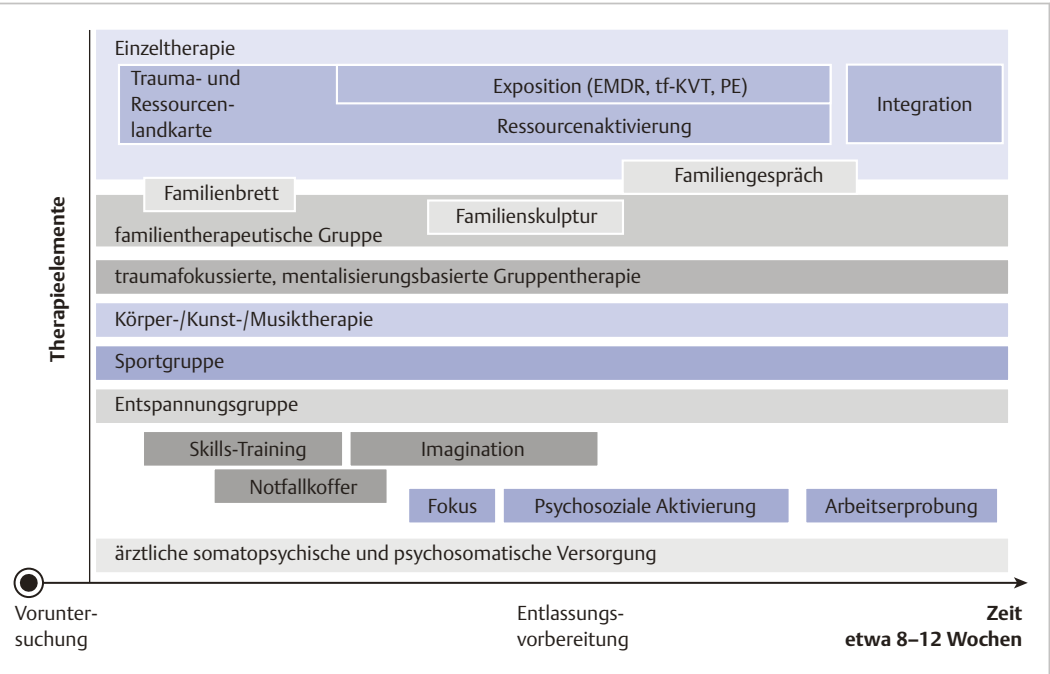 Einzeltherapie
Trauma- und
Ressourcen-
landkarte
Exposition (EMDR, tf-KVT, PE)
Ressourcenaktivierung
Integration
Familiengespräch
Familienbrett
Familienskulptur
familientherapeutische Gruppe
traumafokussierte, mentalisierungsbasierte Gruppentherapie
Körper-/Kunst-/Musiktherapie
Sportgruppe
Entspannungsgruppe
Skills-Training
Imagination
Notfallkoffer
Fokus
Psychosoziale Aktivierung
Arbeitserprobung
ärztliche somatopsychische und psychosomatische Versorgung
Therapieelemente
Vorunter-
suchung
Entlassungs-
vorbereitung
Zeit
etwa 8–12 Wochen